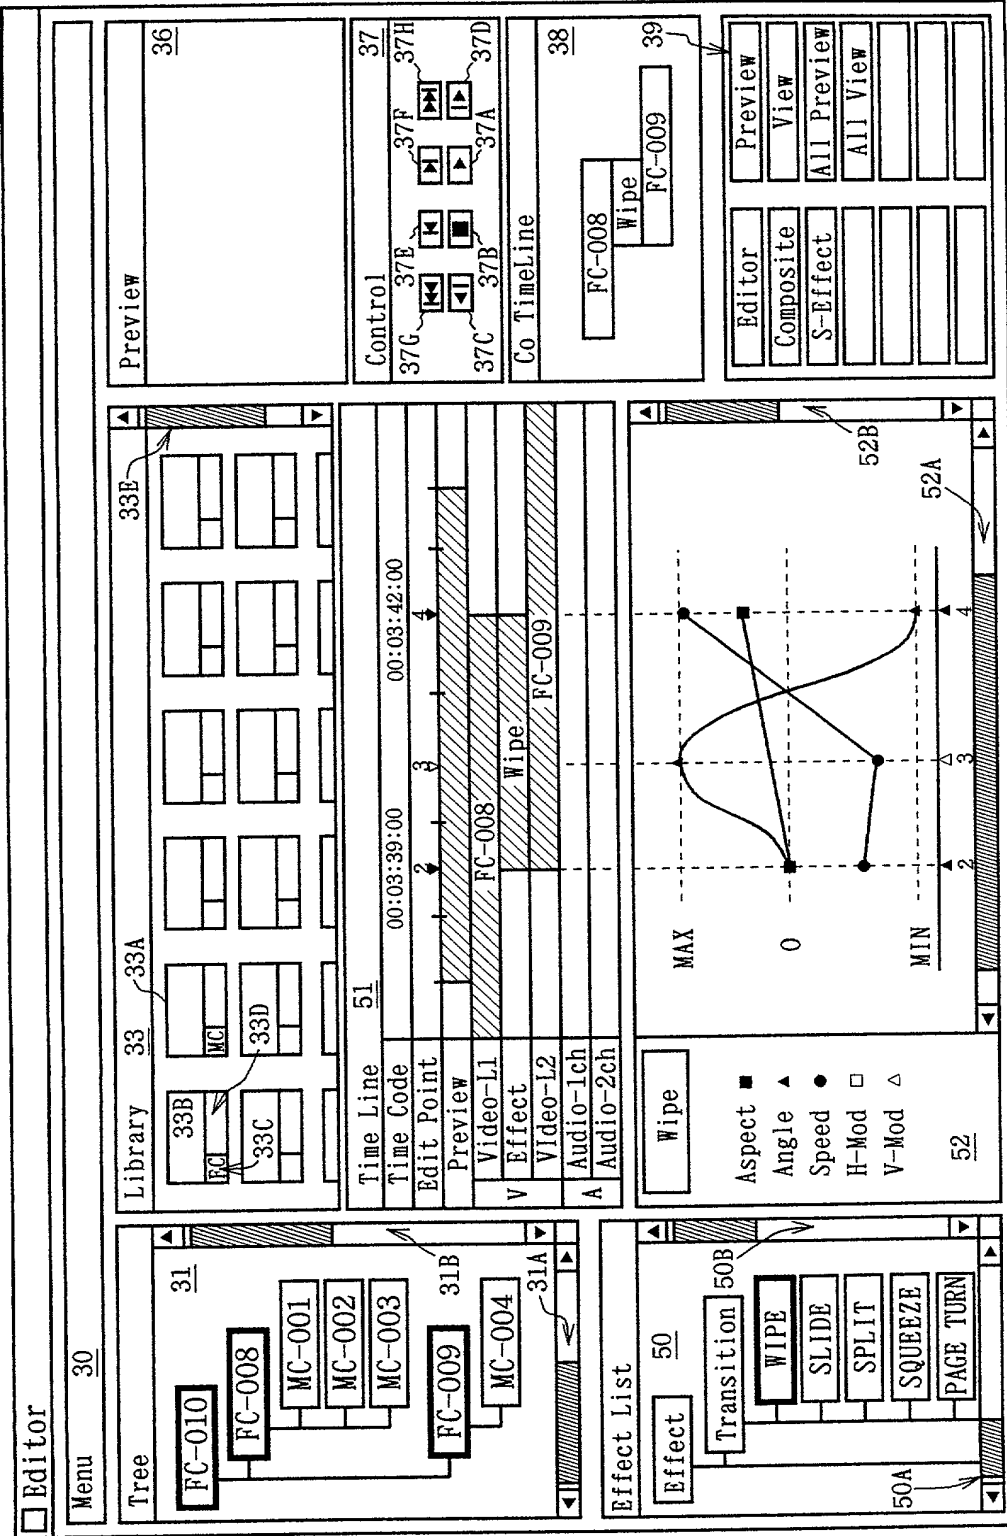 Editor
Menu 30
Tree
31
FC-010
FC-008
MC-001
MC-002
MC-003
FC-009
MC-004
31B
31A
Library 33
33A
33E
33B
FC
33C
MC
33D
Preview
36
Control
37
37G 37E 37F 37H
37C 37B 37A 37D
Time Line 51
Time Code 00:03:39:00 00:03:42:00
Edit Point 2 3 4
Preview
V
Video-L1 FC-008
Effect Wipe
VIdeo-L2 FC-009
A
Audio-1ch
Audio-2ch
Co TimeLine
38
FC-008
Wipe
FC-009
39
Effect List
50
Effect
Transition
WIPE
SLIDE
SPLIT
SQUEEZE
PAGE TURN
50B
50A
Wipe
Aspect ■
Angle ▲
Speed ●
H-Mod □
V-Mod △
52
MAX
0
MIN
2 3 4
52B
52A
Editor Preview
Composite View
S-Effect All Preview
All View